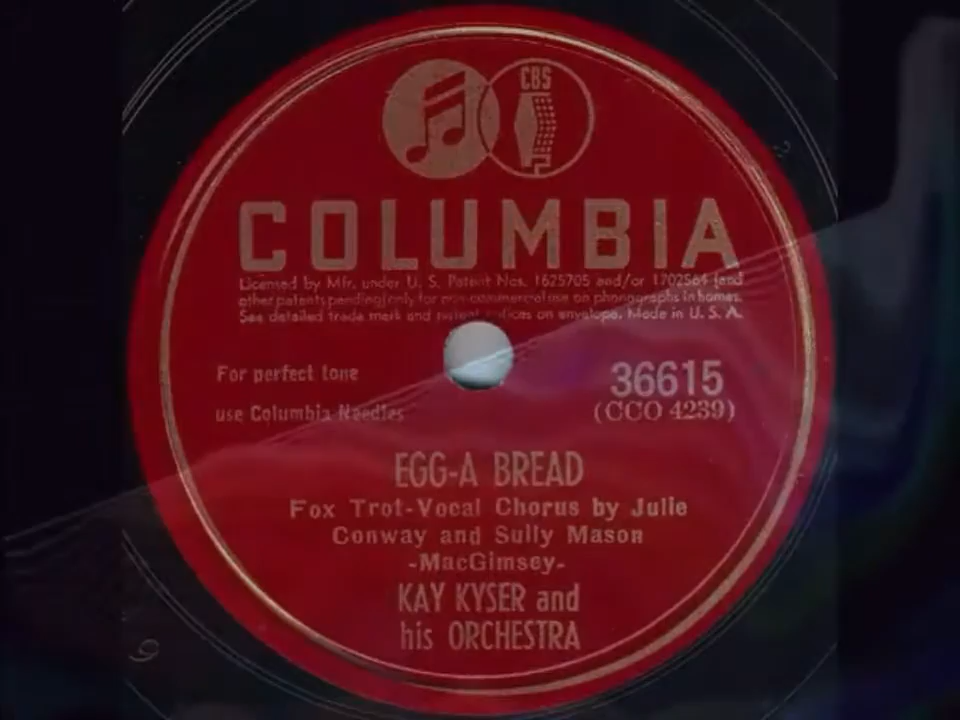 CBS
COLUMBIA
Licensed by Mfr. under U. S. Patent Nos. 1625705 and/or 1702564 (and
other patents pending) only for non-commercial use on phonographs in homes.
See detailed trade mark and patent notices on envelope. Made in U. S. A.
For perfect tone
use Columbia Needles
36615
(CCO 4239)
EGG-A BREAD
Fox Trot-Vocal Chorus by Julie
Conway and Sully Mason
-MacGimsey-
KAY KYSER and
his ORCHESTRA